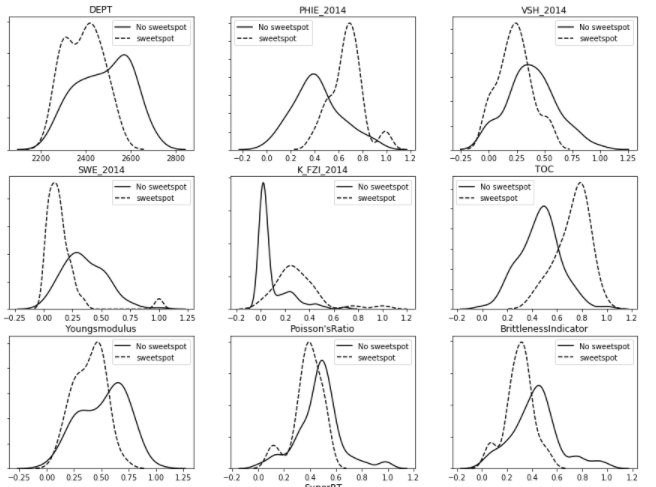 DEPT
PHIE_2014
VSH_2014
No sweetspot
sweetspot
No sweetspot
sweetspot
No sweetspot
sweetspot
2200 2400 2600 2800
−0.2 0.0 0.2 0.4 0.6 0.8 1.0 1.2
−0.25 0.00 0.25 0.50 0.75 1.00 1.25
SWE_2014
K_FZI_2014
TOC
No sweetspot
sweetspot
No sweetspot
sweetspot
No sweetspot
sweetspot
−0.25 0.00 0.25 0.50 0.75 1.00 1.25
−0.2 0.0 0.2 0.4 0.6 0.8 1.0 1.2
−0.2 0.0 0.2 0.4 0.6 0.8 1.0 1.2
Youngsmodulus
Poisson'sRatio
BrittlenessIndicator
No sweetspot
sweetspot
No sweetspot
sweetspot
No sweetspot
sweetspot
−0.25 0.00 0.25 0.50 0.75 1.00 1.25
−0.2 0.0 0.2 0.4 0.6 0.8 1.0 1.2
−0.2 0.0 0.2 0.4 0.6 0.8 1.0 1.2